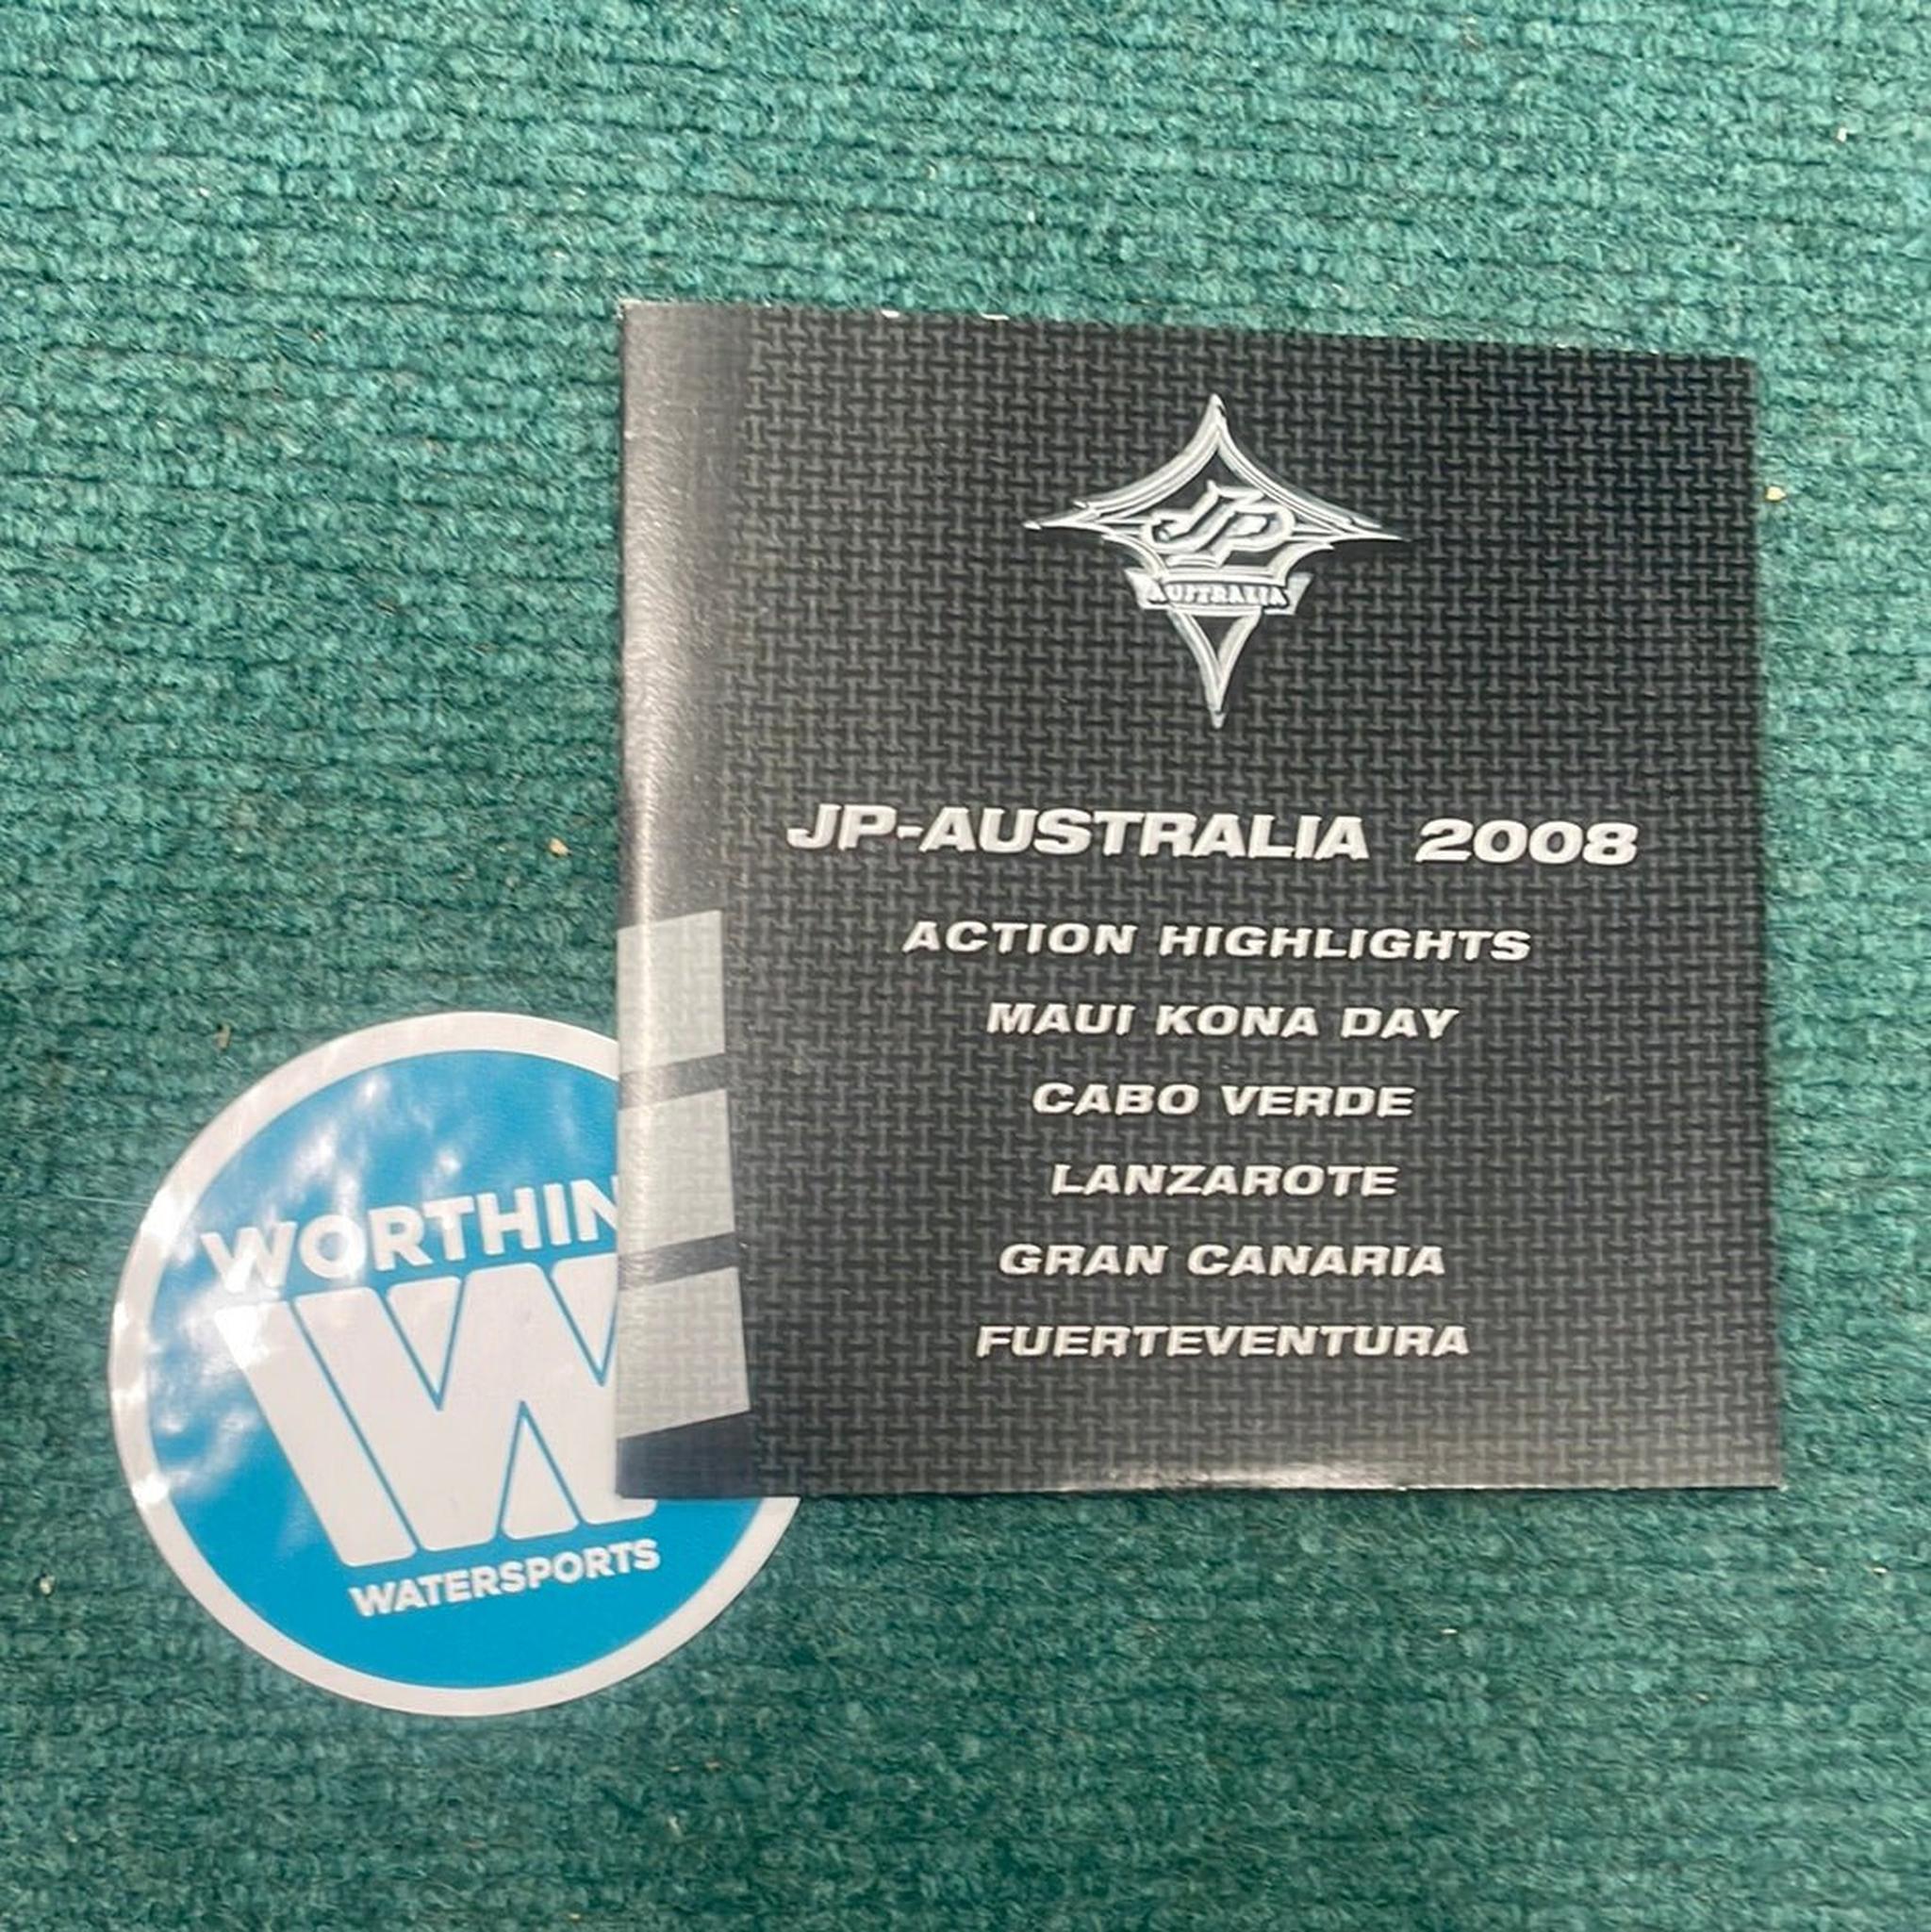 JP
AUSTRALIA
JP-AUSTRALIA 2008
ACTION HIGHLIGHTS
MAUI KONA DAY
CABO VERDE
LANZAROTE
GRAN CANARIA
FUERTEVENTURA
WORTHIN
W
WATERSPORTS